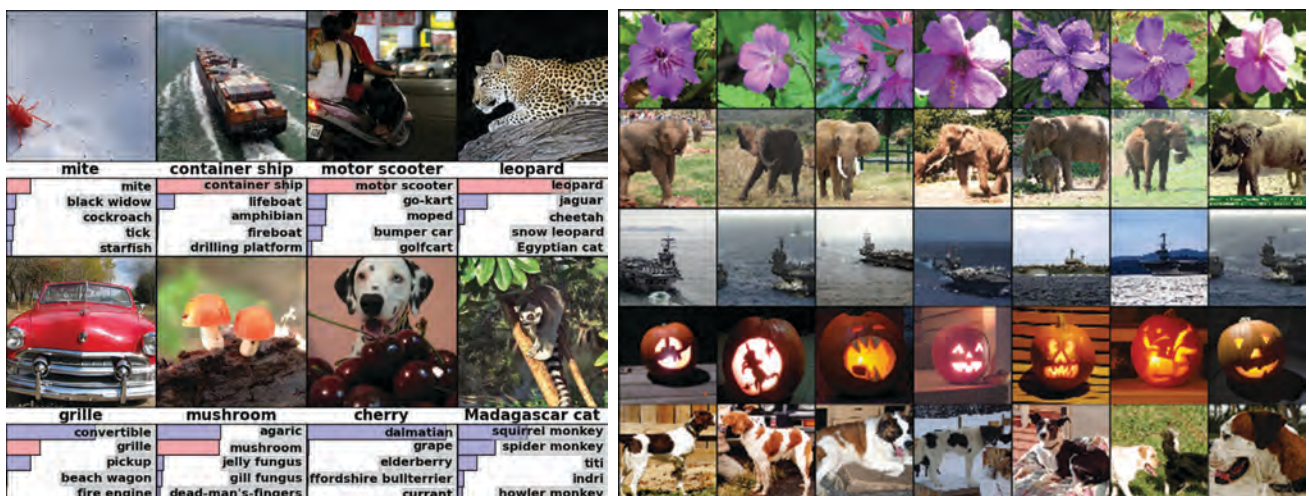 mite
container ship
motor scooter
leopard
mite
black widow
cockroach
tick
starfish
container ship
lifeboat
amphibian
fireboat
drilling platform
motor scooter
go-kart
moped
bumper car
golfcart
leopard
jaguar
cheetah
snow leopard
Egyptian cat
grille
mushroom
cherry
Madagascar cat
convertible
grille
pickup
beach wagon
fire engine
agaric
mushroom
jelly fungus
gill fungus
dead-man's-fingers
dalmatian
grape
elderberry
ffordshire bullterrier
currant
squirrel monkey
spider monkey
titi
indri
howler monkey